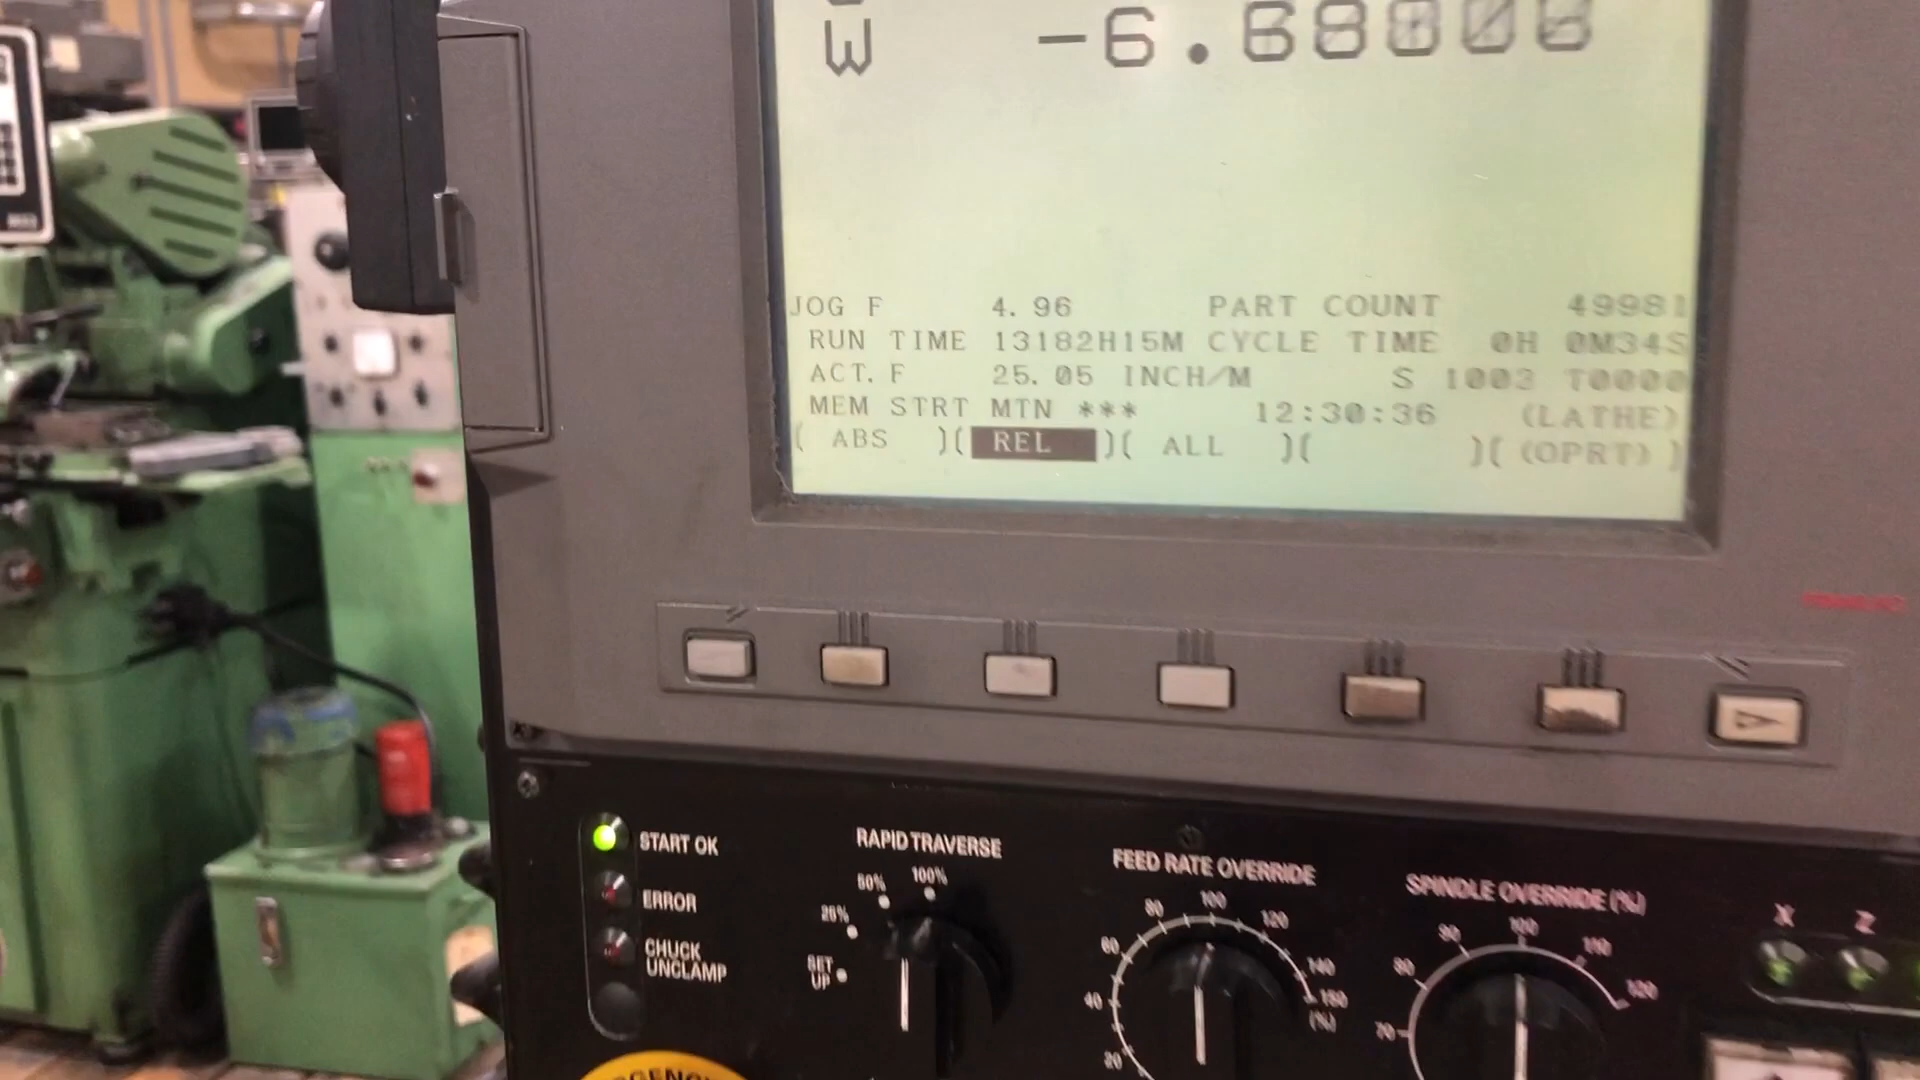 W -6.6
JOG F 4.96 PART COUNT 49981
RUN TIME 13182H15M CYCLE TIME 0H 0M34S
ACT.F 25.05 INCH/M S 1003 T0000
MEM STRT MTN *** 12:30:36 (LATHE)
( ABS )( REL )( ALL )( )( (OPRT) )
START OK
ERROR
CHUCK
UNCLAMP
RAPID TRAVERSE
SET
UP
25%
50%
100%
FEED RATE OVERRIDE
20
40
60
80
100
120
140
150
(%)
SPINDLE OVERRIDE (%)
70
80
90
100
110
120
X
Z